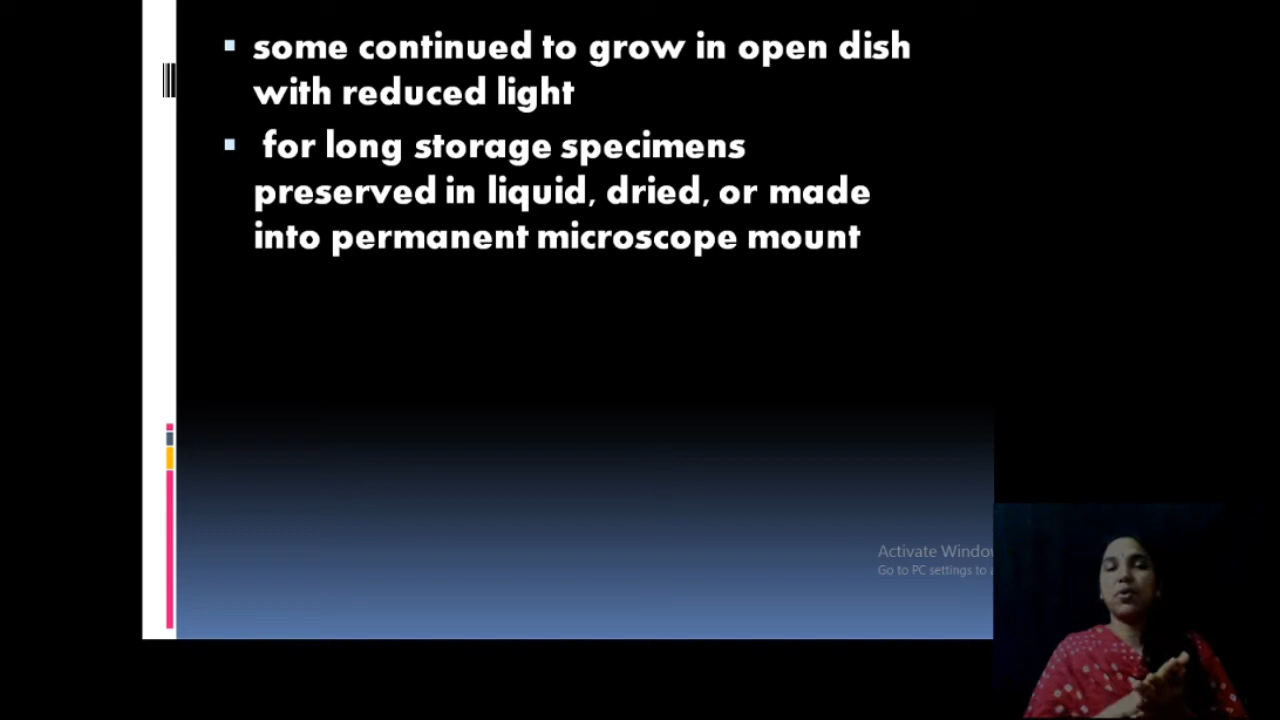 some continued to grow in open dish
with reduced light
for long storage specimens
preserved in liquid, dried, or made
into permanent microscope mount
Activate Windo
Go to PC settings to